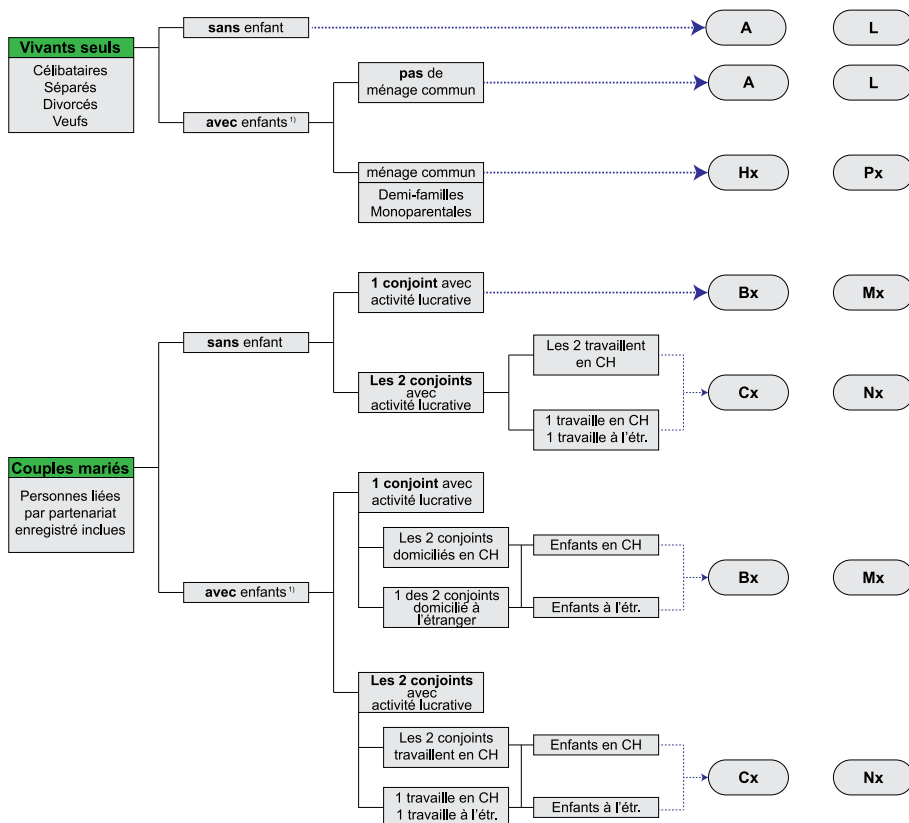 sans enfant
A
L
Vivants seuls
Célibataires
Séparés
Divorcés
Veufs
pas de
ménage commun
A
L
avec enfants 1)
ménage commun
Demi-familles
Monoparentales
Hx
Px
1 conjoint avec
activité lucrative
Bx
Mx
sans enfant
Les 2 travaillent
en CH
Les 2 conjoints
avec
activité lucrative
Cx
Nx
1 travaille en CH
1 travaille à l'étr.
Couples mariés
Personnes liées
par partenariat
enregistré inclues
1 conjoint avec
activité lucrative
Les 2 conjoints
domiciliés en CH
Enfants en CH
Bx
Mx
avec enfants 1)
1 des 2 conjoints
domicilié à
l'étranger
Enfants à l'étr.
Les 2 conjoints
avec
activité lucrative
Les 2 conjoints
travaillent en CH
Enfants en CH
Cx
Nx
1 travaille en CH
1 travaille à l'étr.
Enfants à l'étr.